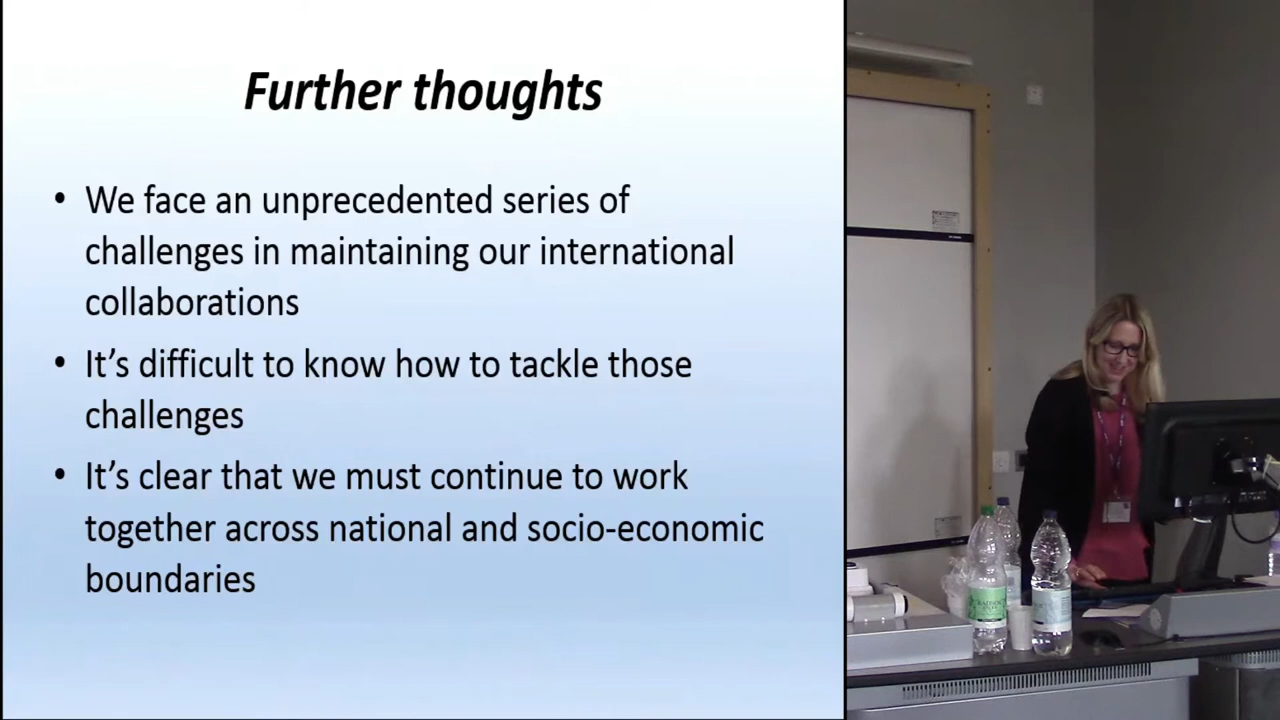 Further thoughts
• We face an unprecedented series of
challenges in maintaining our international
collaborations
• It's difficult to know how to tackle those
challenges
• It's clear that we must continue to work
together across national and socio-economic
boundaries